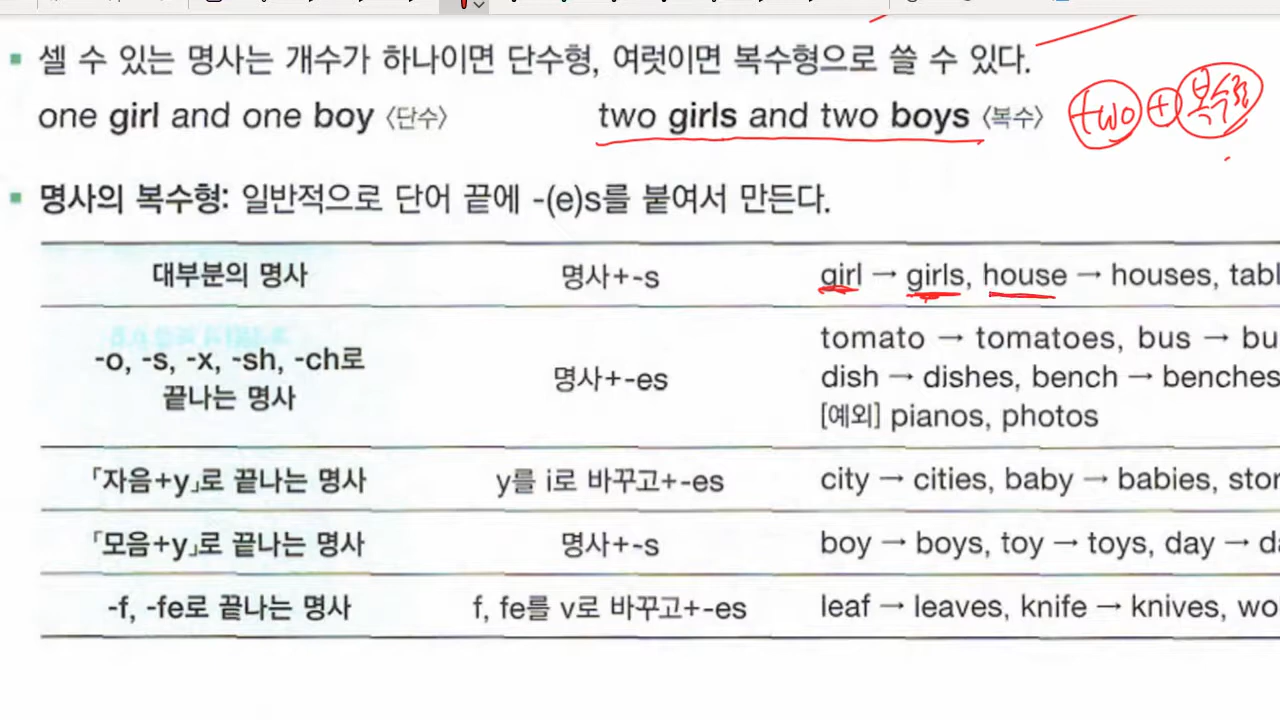 셀 수 있는 명사는 개수가 하나이면 단수형, 여럿이면 복수형으로 쓸 수 있다.
one girl and one boy 〈단수〉 two girls and two boys 〈복수〉 two + 복수형
명사의 복수형: 일반적으로 단어 끝에 -(e)s를 붙여서 만든다.
대부분의 명사 명사+-s girl → girls, house → houses, tabl
-o, -s, -x, -sh, -ch로
끝나는 명사
명사+-es
tomato → tomatoes, bus → bu
dish → dishes, bench → benches
[예외] pianos, photos
「자음+y」로 끝나는 명사 y를 i로 바꾸고+-es city → cities, baby → babies, stor
「모음+y」로 끝나는 명사 명사+-s boy → boys, toy → toys, day → da
-f, -fe로 끝나는 명사 f, fe를 v로 바꾸고+-es leaf → leaves, knife → knives, wo